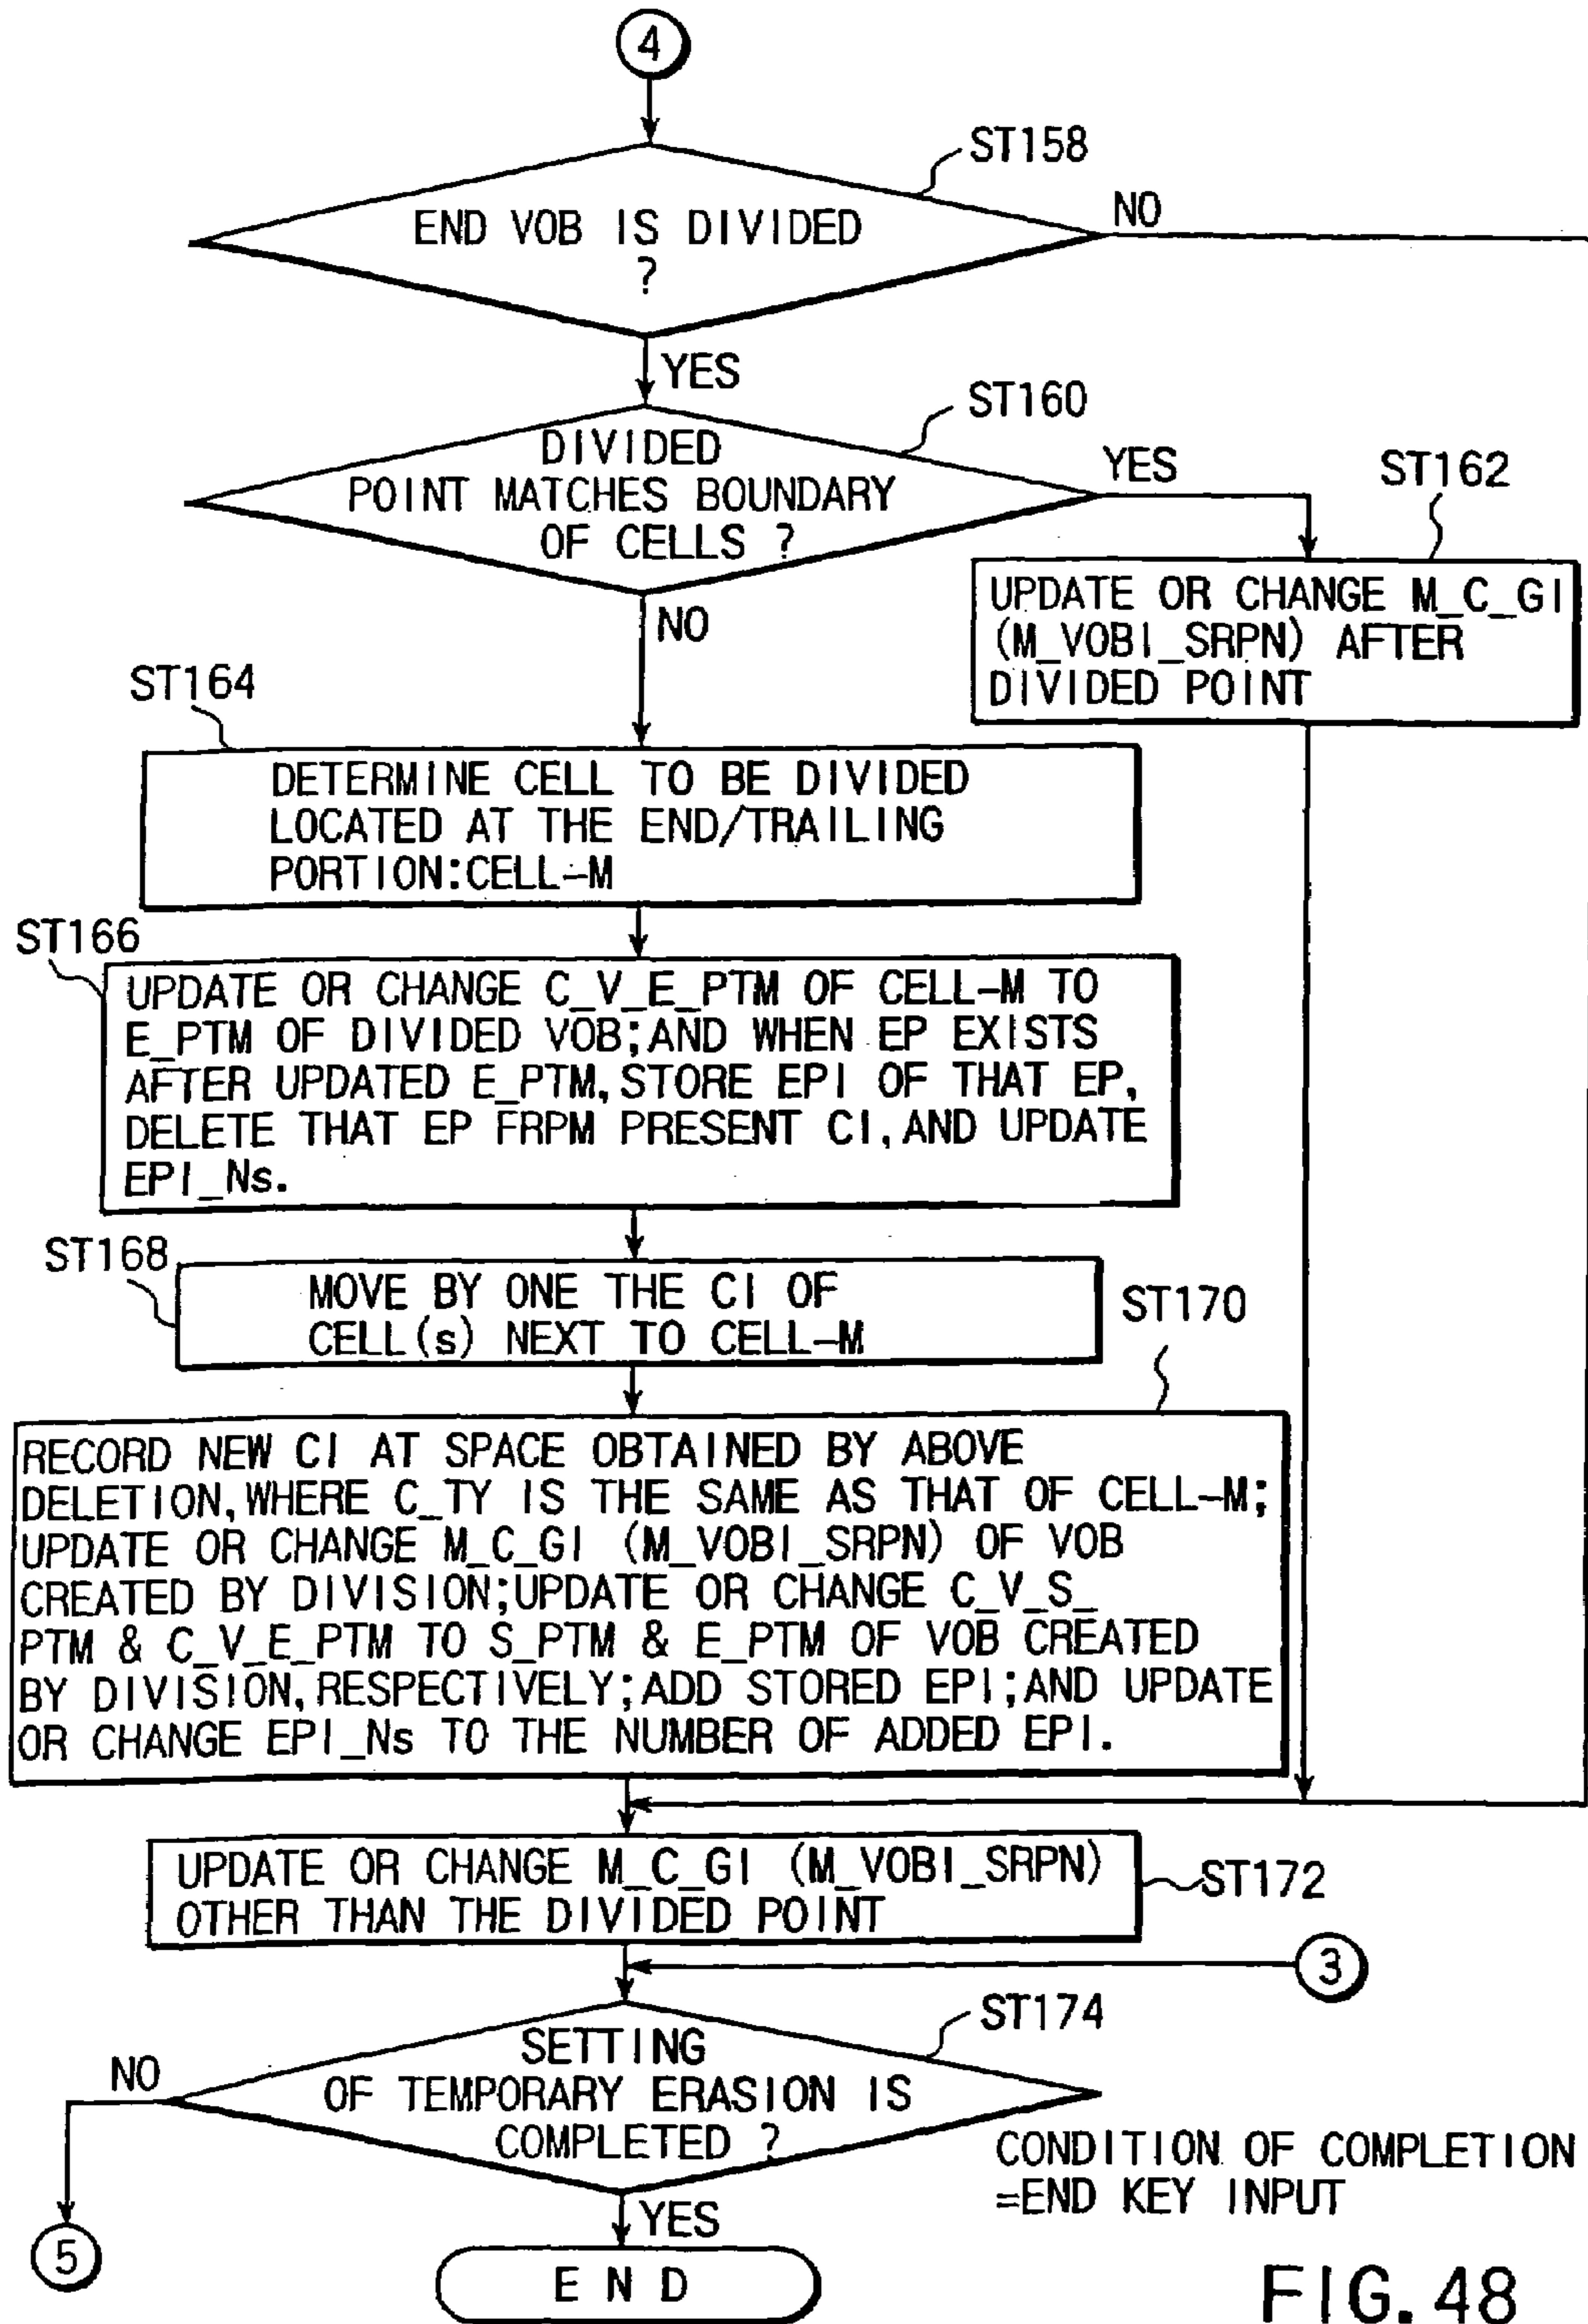 4
ST158
END VOB IS DIVIDED
?
NO
YES
ST160
DIVIDED
POINT MATCHES BOUNDARY
OF CELLS ?
YES
ST162
UPDATE OR CHANGE M_C_GI
(M_VOBI_SRPN) AFTER
DIVIDED POINT
NO
ST164
DETERMINE CELL TO BE DIVIDED
LOCATED AT THE END/TRAILING
PORTION:CELL-M
ST166
UPDATE OR CHANGE C_V_E_PTM OF CELL-M TO
E_PTM OF DIVIDED VOB;AND WHEN EP EXISTS
AFTER UPDATED E_PTM,STORE EPI OF THAT EP,
DELETE THAT EP FRPM PRESENT CI,AND UPDATE
EPI_Ns.
ST168
MOVE BY ONE THE CI OF
CELL(s) NEXT TO CELL-M
ST170
RECORD NEW CI AT SPACE OBTAINED BY ABOVE
DELETION,WHERE C_TY IS THE SAME AS THAT OF CELL-M;
UPDATE OR CHANGE M_C_GI (M_VOBI_SRPN) OF VOB
CREATED BY DIVISION;UPDATE OR CHANGE C_V_S_
PTM & C_V_E_PTM TO S_PTM & E_PTM OF VOB CREATED
BY DIVISION,RESPECTIVELY;ADD STORED EPI;AND UPDATE
OR CHANGE EPI_Ns TO THE NUMBER OF ADDED EPI.
UPDATE OR CHANGE M_C_GI (M_VOBI_SRPN)
OTHER THAN THE DIVIDED POINT
ST172
3
ST174
SETTING
OF TEMPORARY ERASION IS
COMPLETED ?
NO
CONDITION OF COMPLETION
=END KEY INPUT
YES
5
END
FIG. 48